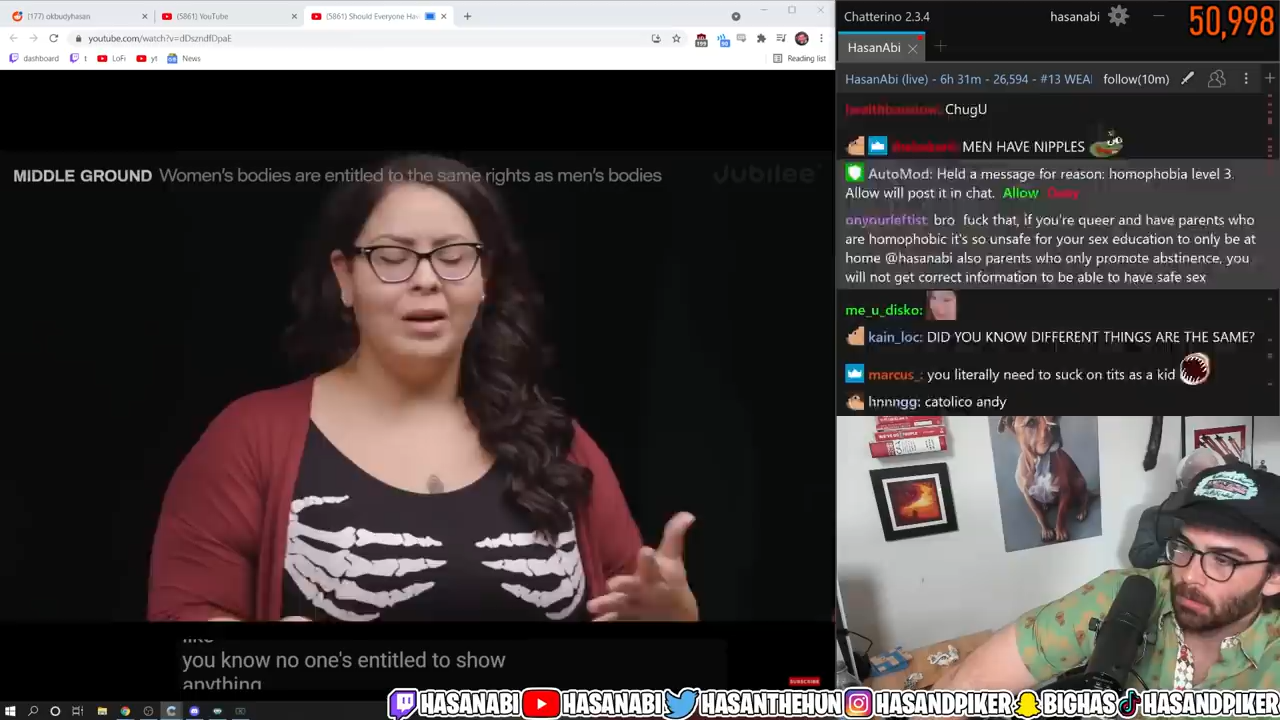 (177) okbudyhasan
(5861) YouTube
(5861) Should Everyone Ha
youtube.com/watch?v=dDszndfDpaE
dashboard
t
LoFi
yt
News
Reading list
MIDDLE GROUND Women's bodies are entitled to the same rights as men's bodies
Jubilee
you know no one's entitled to show
anything
SUBSCRIBE
Chatterino 2.3.4
hasanabi
50,998
HasanAbi
HasanAbi (live) - 6h 31m - 26,594 - #13 WEA
follow(10m)
ChugU
MEN HAVE NIPPLES
AutoMod: Held a message for reason: homophobia level 3.
Allow will post it in chat. Allow Deny
onyourleftist: bro fuck that, if you're queer and have parents who
are homophobic it's so unsafe for your sex education to only be at
home @hasanabi also parents who only promote abstinence, you
will not get correct information to be able to have safe sex
me_u_disko:
kain_loc: DID YOU KNOW DIFFERENT THINGS ARE THE SAME?
marcus_: you literally need to suck on tits as a kid
hnnngg: catolico andy
HASANABI HASANABI HASANTHEHUN HASANDPIKER BIGHAS HASANDPIKER